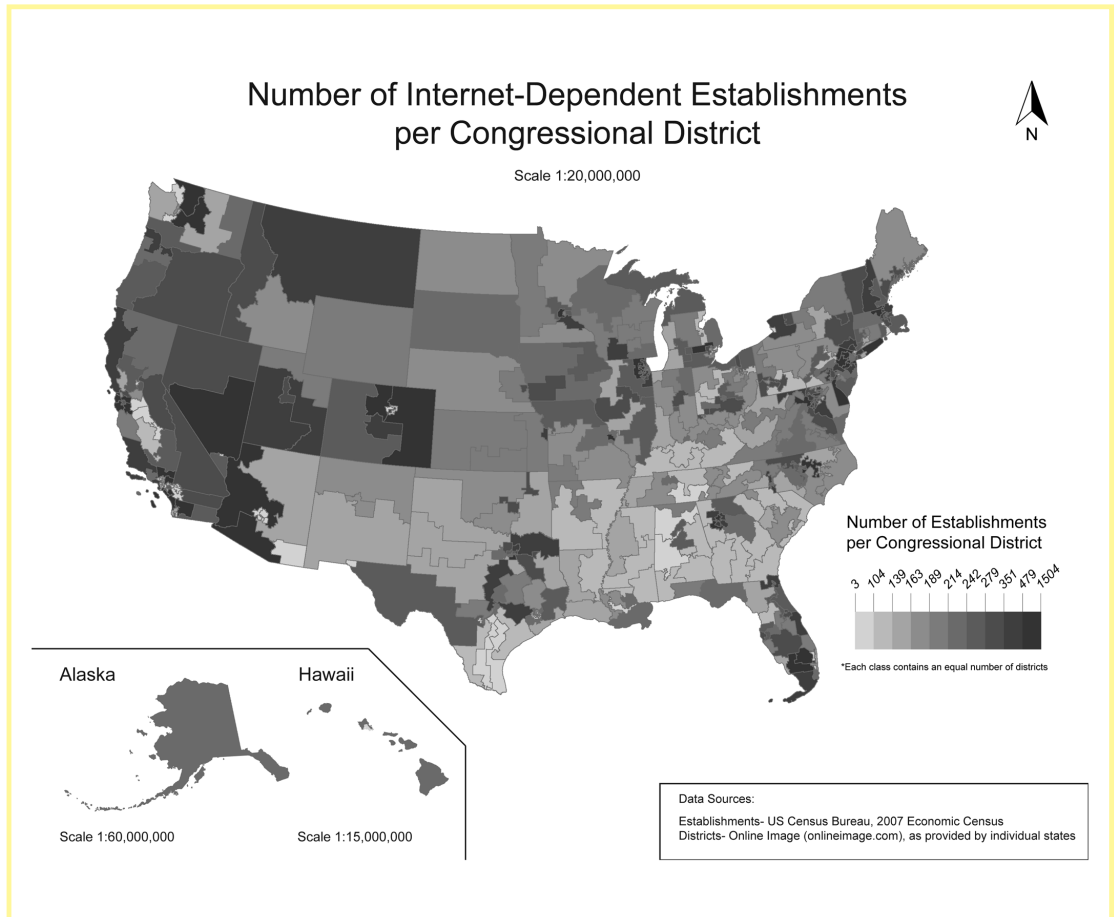 Number of Internet-Dependent Establishments
per Congressional District
N
Scale 1:20,000,000
Number of Establishments
per Congressional District
3 104 139 163 189 214 242 279 351 479 1504
*Each class contains an equal number of districts
Alaska
Hawaii
Scale 1:60,000,000
Scale 1:15,000,000
Data Sources:
Establishments- US Census Bureau, 2007 Economic Census
Districts- Online Image (onlineimage.com), as provided by individual states